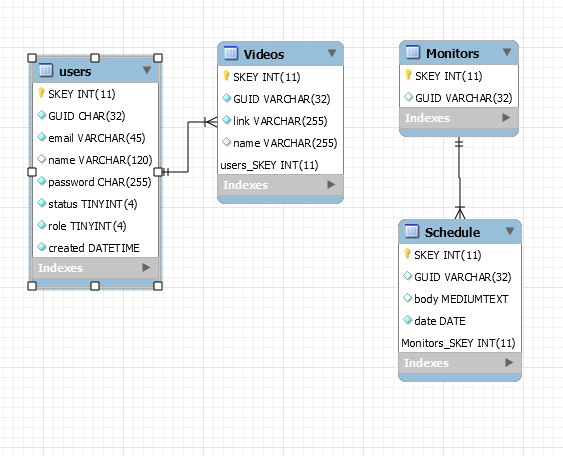 users
SKEY INT(11)
GUID CHAR(32)
email VARCHAR(45)
name VARCHAR(120)
password CHAR(255)
status TINYINT(4)
role TINYINT(4)
created DATETIME
Indexes
Videos
SKEY INT(11)
GUID VARCHAR(32)
link VARCHAR(255)
name VARCHAR(255)
users_SKEY INT(11)
Indexes
Monitors
SKEY INT(11)
GUID VARCHAR(32)
Indexes
Schedule
SKEY INT(11)
GUID VARCHAR(32)
body MEDIUMTEXT
date DATE
Monitors_SKEY INT(11)
Indexes